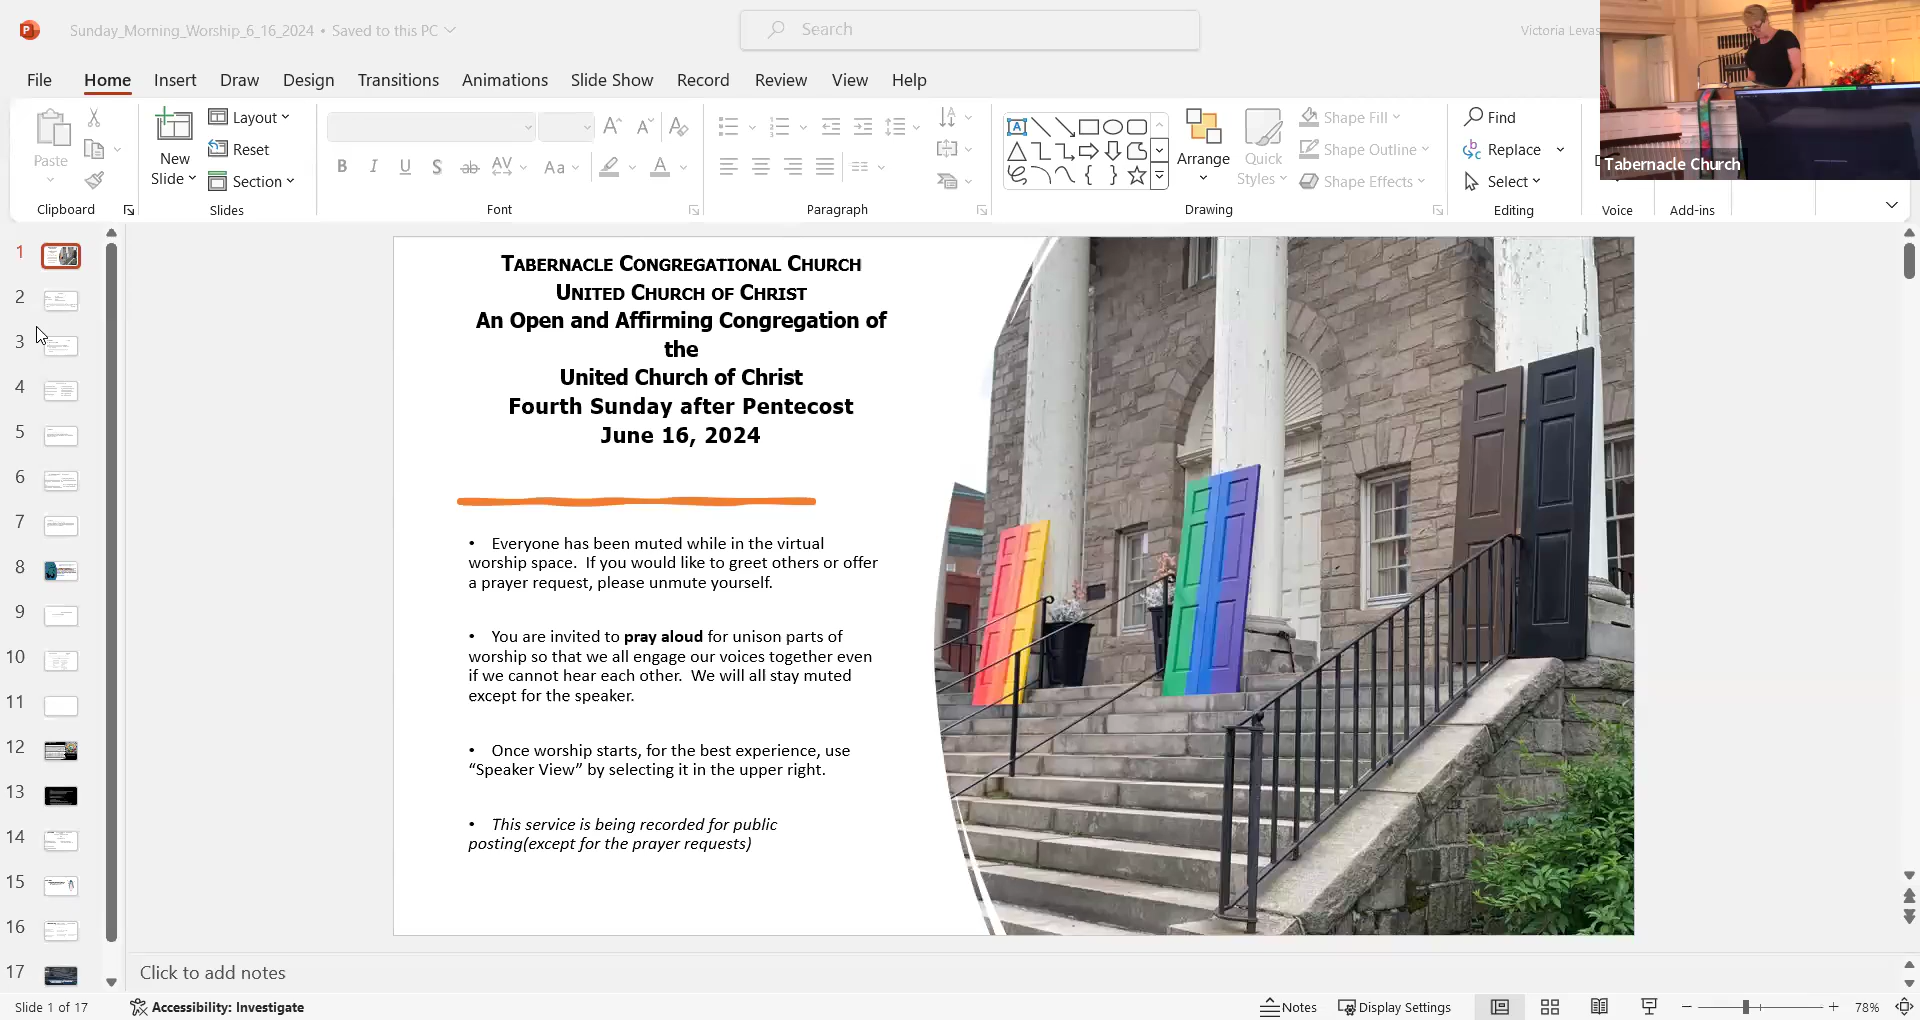 Sunday_Morning_Worship_6_16_2024 • Saved to this PC
Search
Victoria Levas
File Home Insert Draw Design Transitions Animations Slide Show Record Review View Help
Paste
New
Slide
Layout
Reset
Section
Arrange
Quick
Styles
Shape Fill
Shape Outline
Shape Effects
Find
Replace
Select
Tabernacle Church
Clipboard Slides Font Paragraph Drawing Editing Voice Add-ins
1
2
3
4
5
6
7
8
9
10
11
12
13
14
15
16
17
TABERNACLE CONGREGATIONAL CHURCH
UNITED CHURCH OF CHRIST
An Open and Affirming Congregation of
the
United Church of Christ
Fourth Sunday after Pentecost
June 16, 2024
• Everyone has been muted while in the virtual
worship space. If you would like to greet others or offer
a prayer request, please unmute yourself.
• You are invited to pray aloud for unison parts of
worship so that we all engage our voices together even
if we cannot hear each other. We will all stay muted
except for the speaker.
• Once worship starts, for the best experience, use
“Speaker View” by selecting it in the upper right.
• This service is being recorded for public
posting(except for the prayer requests)
Click to add notes
Slide 1 of 17 Accessibility: Investigate Notes Display Settings 78%